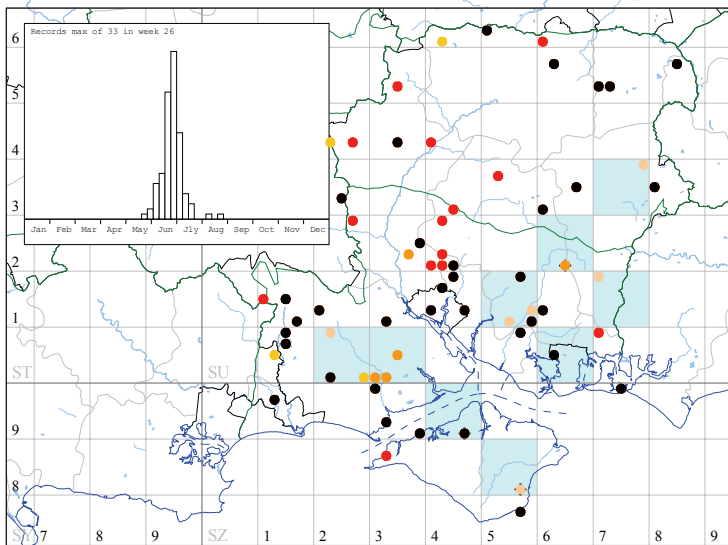 Records max of 33 in week 26
Jan Feb Mar Apr May Jun Jly Aug Sep Oct Nov Dec
6
5
4
3
2
1
ST
SU
9
8
SY
7 8 9
SZ
1 2 3 4 5 6 7 8 9